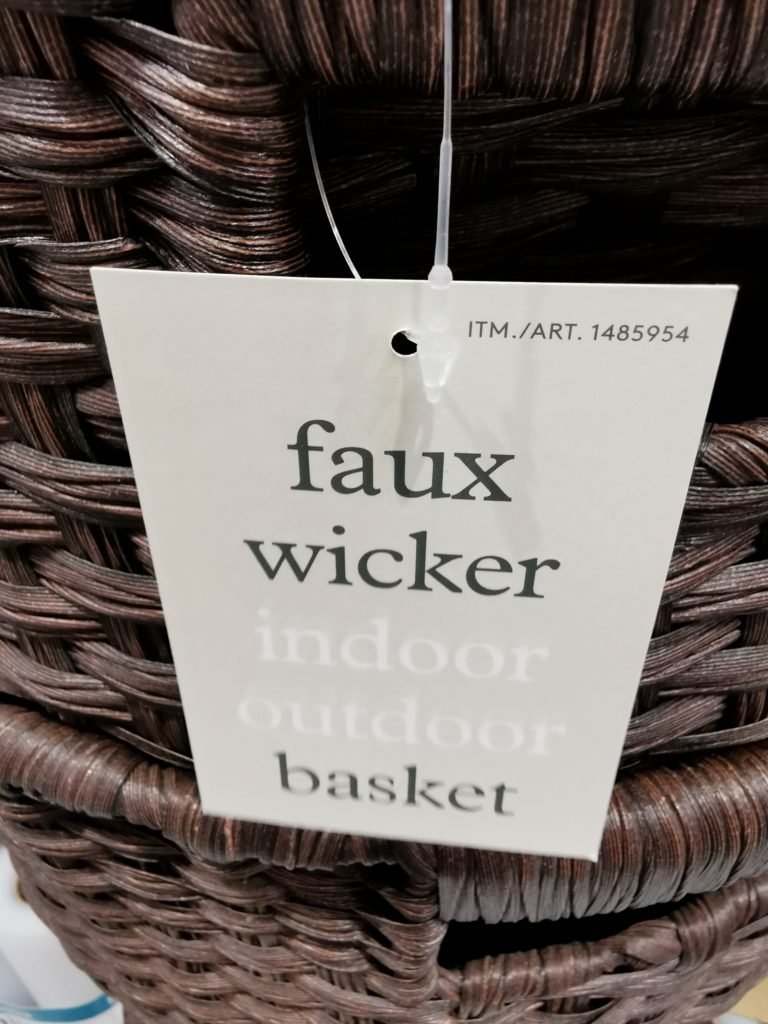 ITM./ART. 1485954
faux
wicker
indoor
outdoor
basket